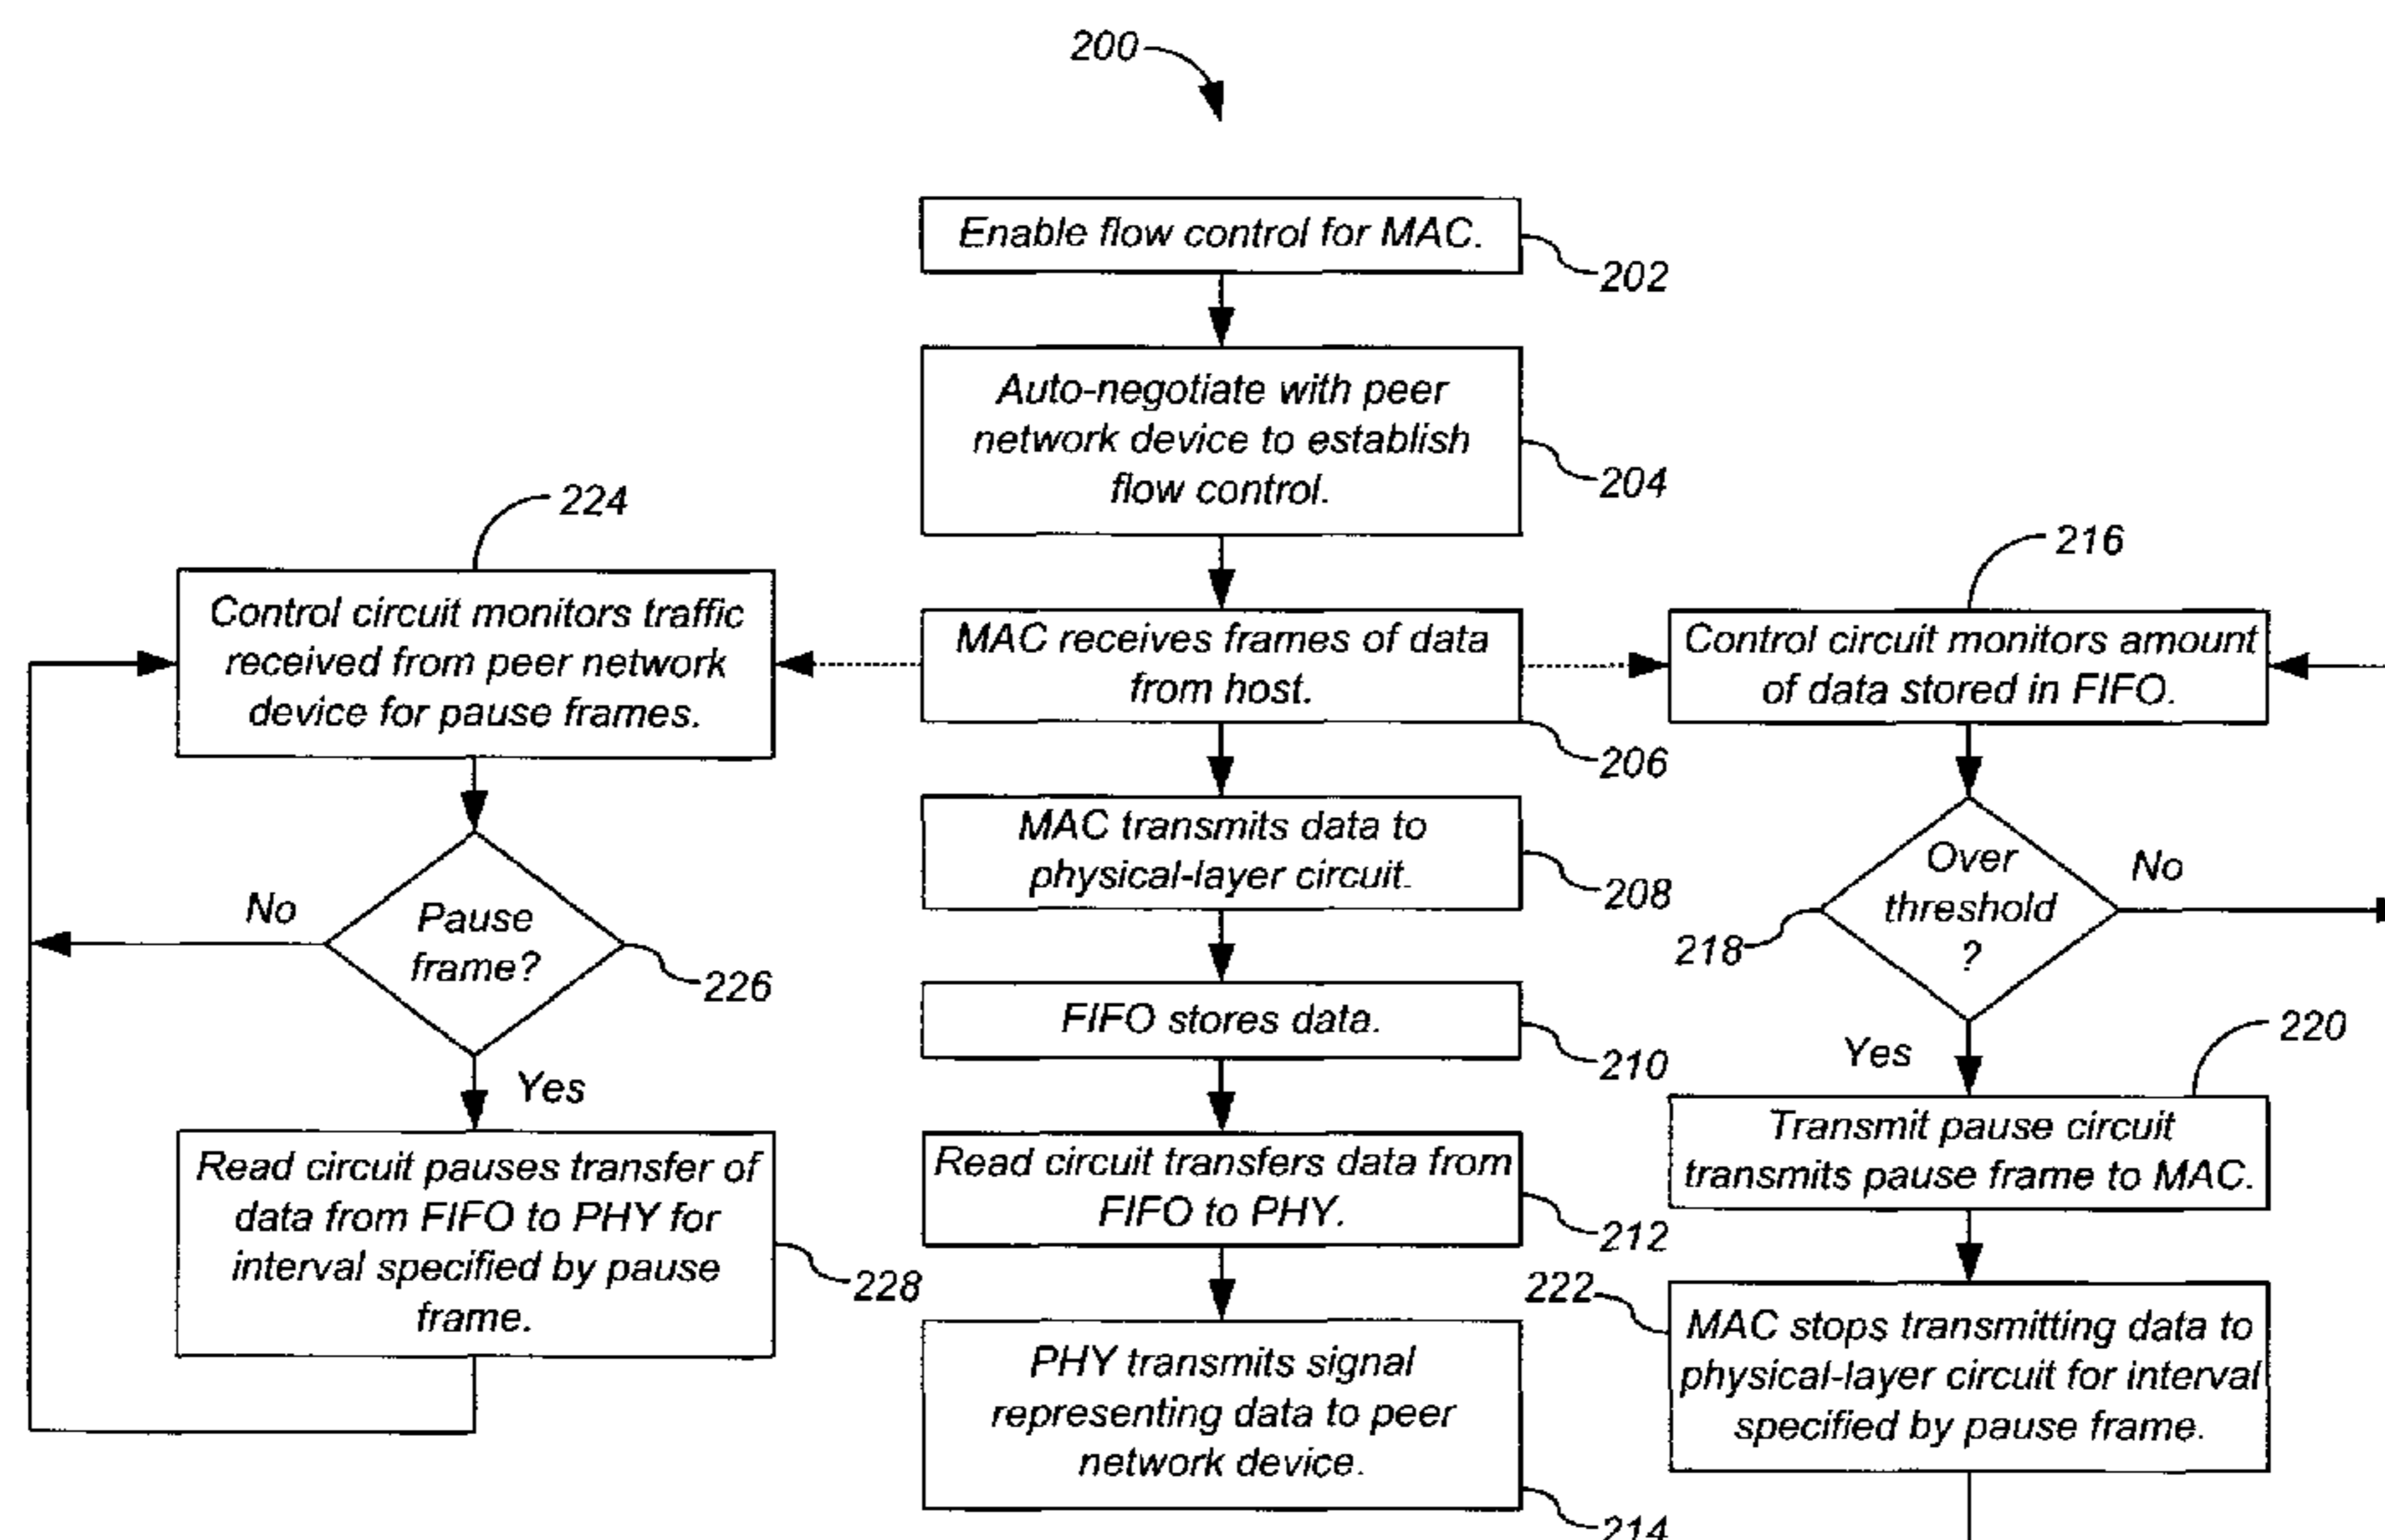 200
Enable flow control for MAC.
202
Auto-negotiate with peer
network device to establish
flow control.
204
224
Control circuit monitors traffic
received from peer network
device for pause frames.
MAC receives frames of data
from host.
206
216
Control circuit monitors amount
of data stored in FIFO.
MAC transmits data to
physical-layer circuit.
208
Pause
frame?
No
226
Yes
Over
threshold
?
No
218
Yes
FIFO stores data.
210
220
Transmit pause circuit
transmits pause frame to MAC.
Read circuit pauses transfer of
data from FIFO to PHY for
interval specified by pause
frame.
228
Read circuit transfers data from
FIFO to PHY.
212
222
MAC stops transmitting data to
physical-layer circuit for interval
specified by pause frame.
PHY transmits signal
representing data to peer
network device.
214